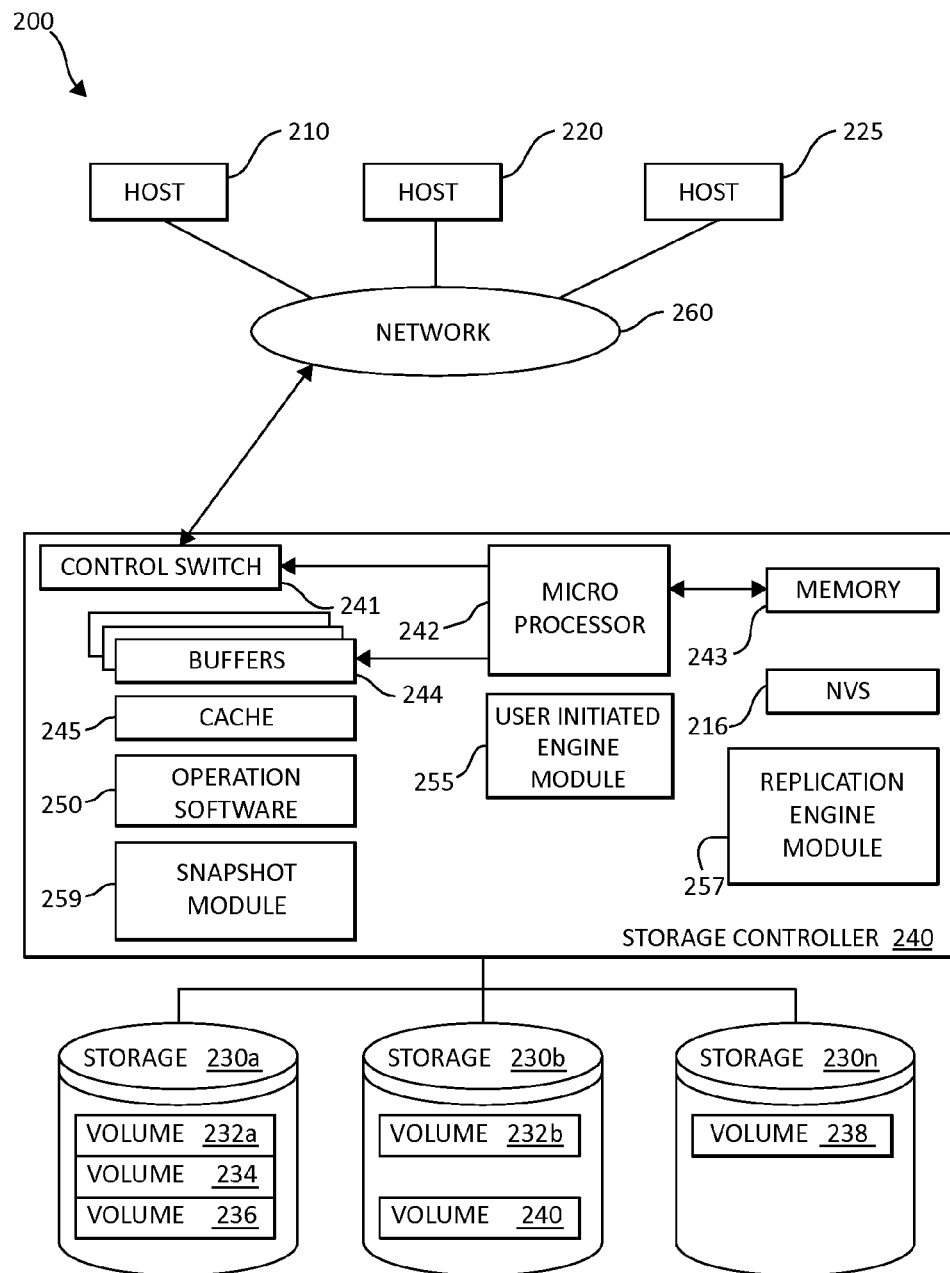 200
210
220
225
HOST
HOST
HOST
NETWORK
260
CONTROL SWITCH
241
MICRO
PROCESSOR
242
MEMORY
243
BUFFERS
244
NVS
216
245
CACHE
USER INITIATED
ENGINE
MODULE
255
250
OPERATION
SOFTWARE
REPLICATION
ENGINE
MODULE
257
259
SNAPSHOT
MODULE
STORAGE CONTROLLER 240
STORAGE 230a
STORAGE 230b
STORAGE 230n
VOLUME 232a
VOLUME 234
VOLUME 236
VOLUME 232b
VOLUME 240
VOLUME 238